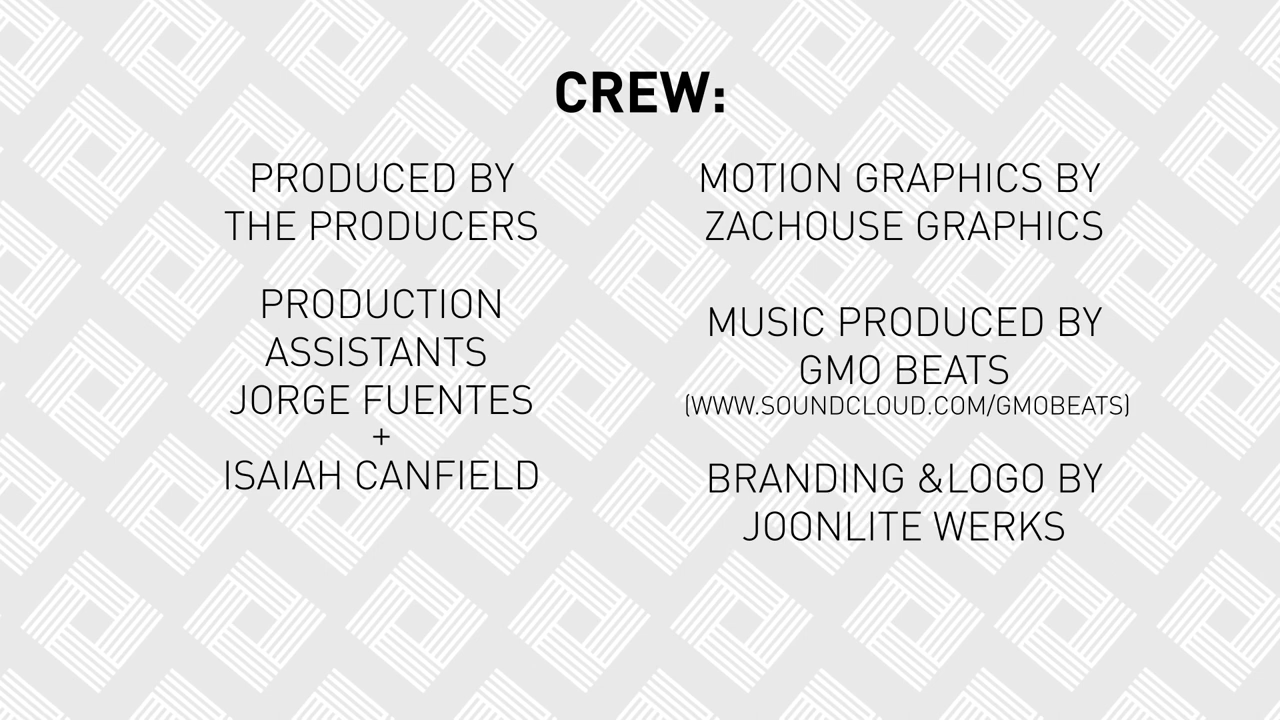 CREW:
PRODUCED BY
THE PRODUCERS
PRODUCTION
ASSISTANTS
JORGE FUENTES
+
ISAIAH CANFIELD
MOTION GRAPHICS BY
ZACHOUSE GRAPHICS
MUSIC PRODUCED BY
GMO BEATS
(WWW.SOUNDCLOUD.COM/GMOBEATS)
BRANDING &LOGO BY
JOONLITE WERKS